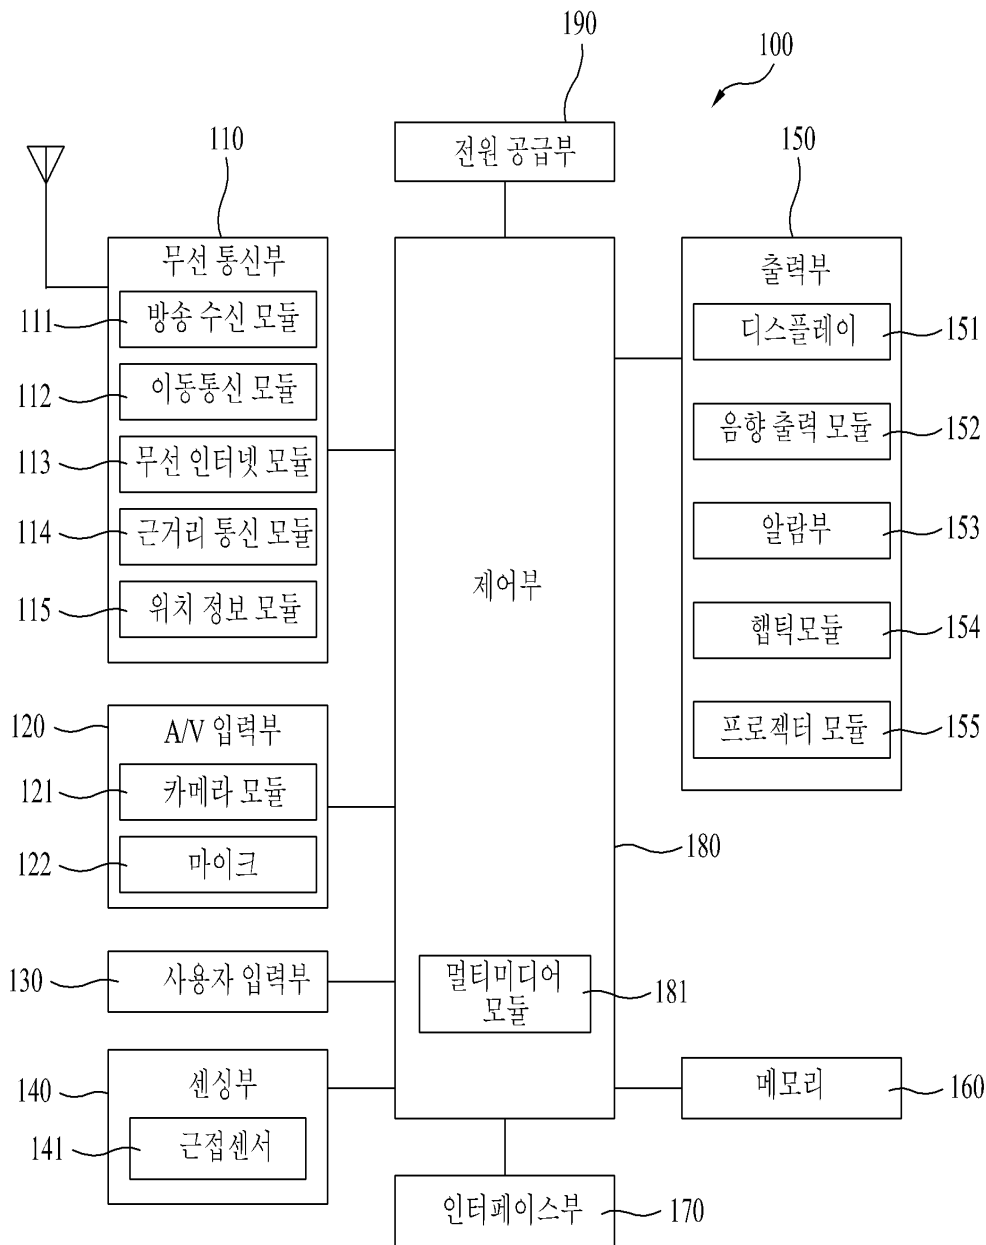 190
100
전원 공급부
110
무선 통신부
111
방송 수신 모듈
112
이동통신 모듈
113
무선 인터넷 모듈
114
근거리 통신 모듈
115
위치 정보 모듈
120
A/V 입력부
121
카메라 모듈
122
마이크
130
사용자 입력부
140
센싱부
141
근접센서
제어부
180
멀티미디어
모듈
181
150
출력부
디스플레이
151
음향 출력 모듈
152
알람부
153
햅틱모듈
154
프로젝터 모듈
155
메모리
160
인터페이스부
170